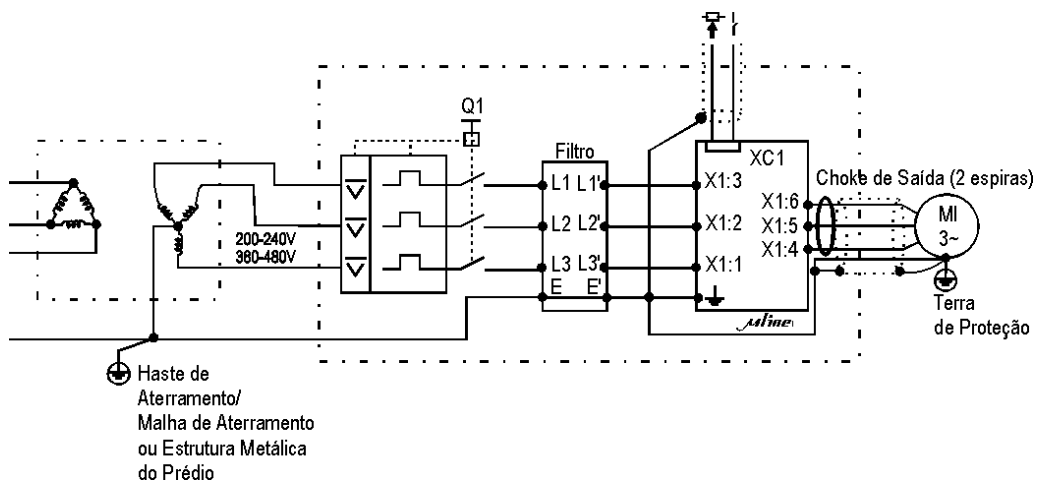 Q1
Filtro
XC1
L1 L1'
X1:3
Choke de Saída (2 espiras)
X1:6
MI
3~
L2 L2'
X1:2
X1:5
200-240V
380-480V
X1:4
L3 L3'
X1:1
E E'
µline
Terra
de Proteção
Haste de
Aterramento/
Malha de Aterramento
ou Estrutura Metálica
do Prédio